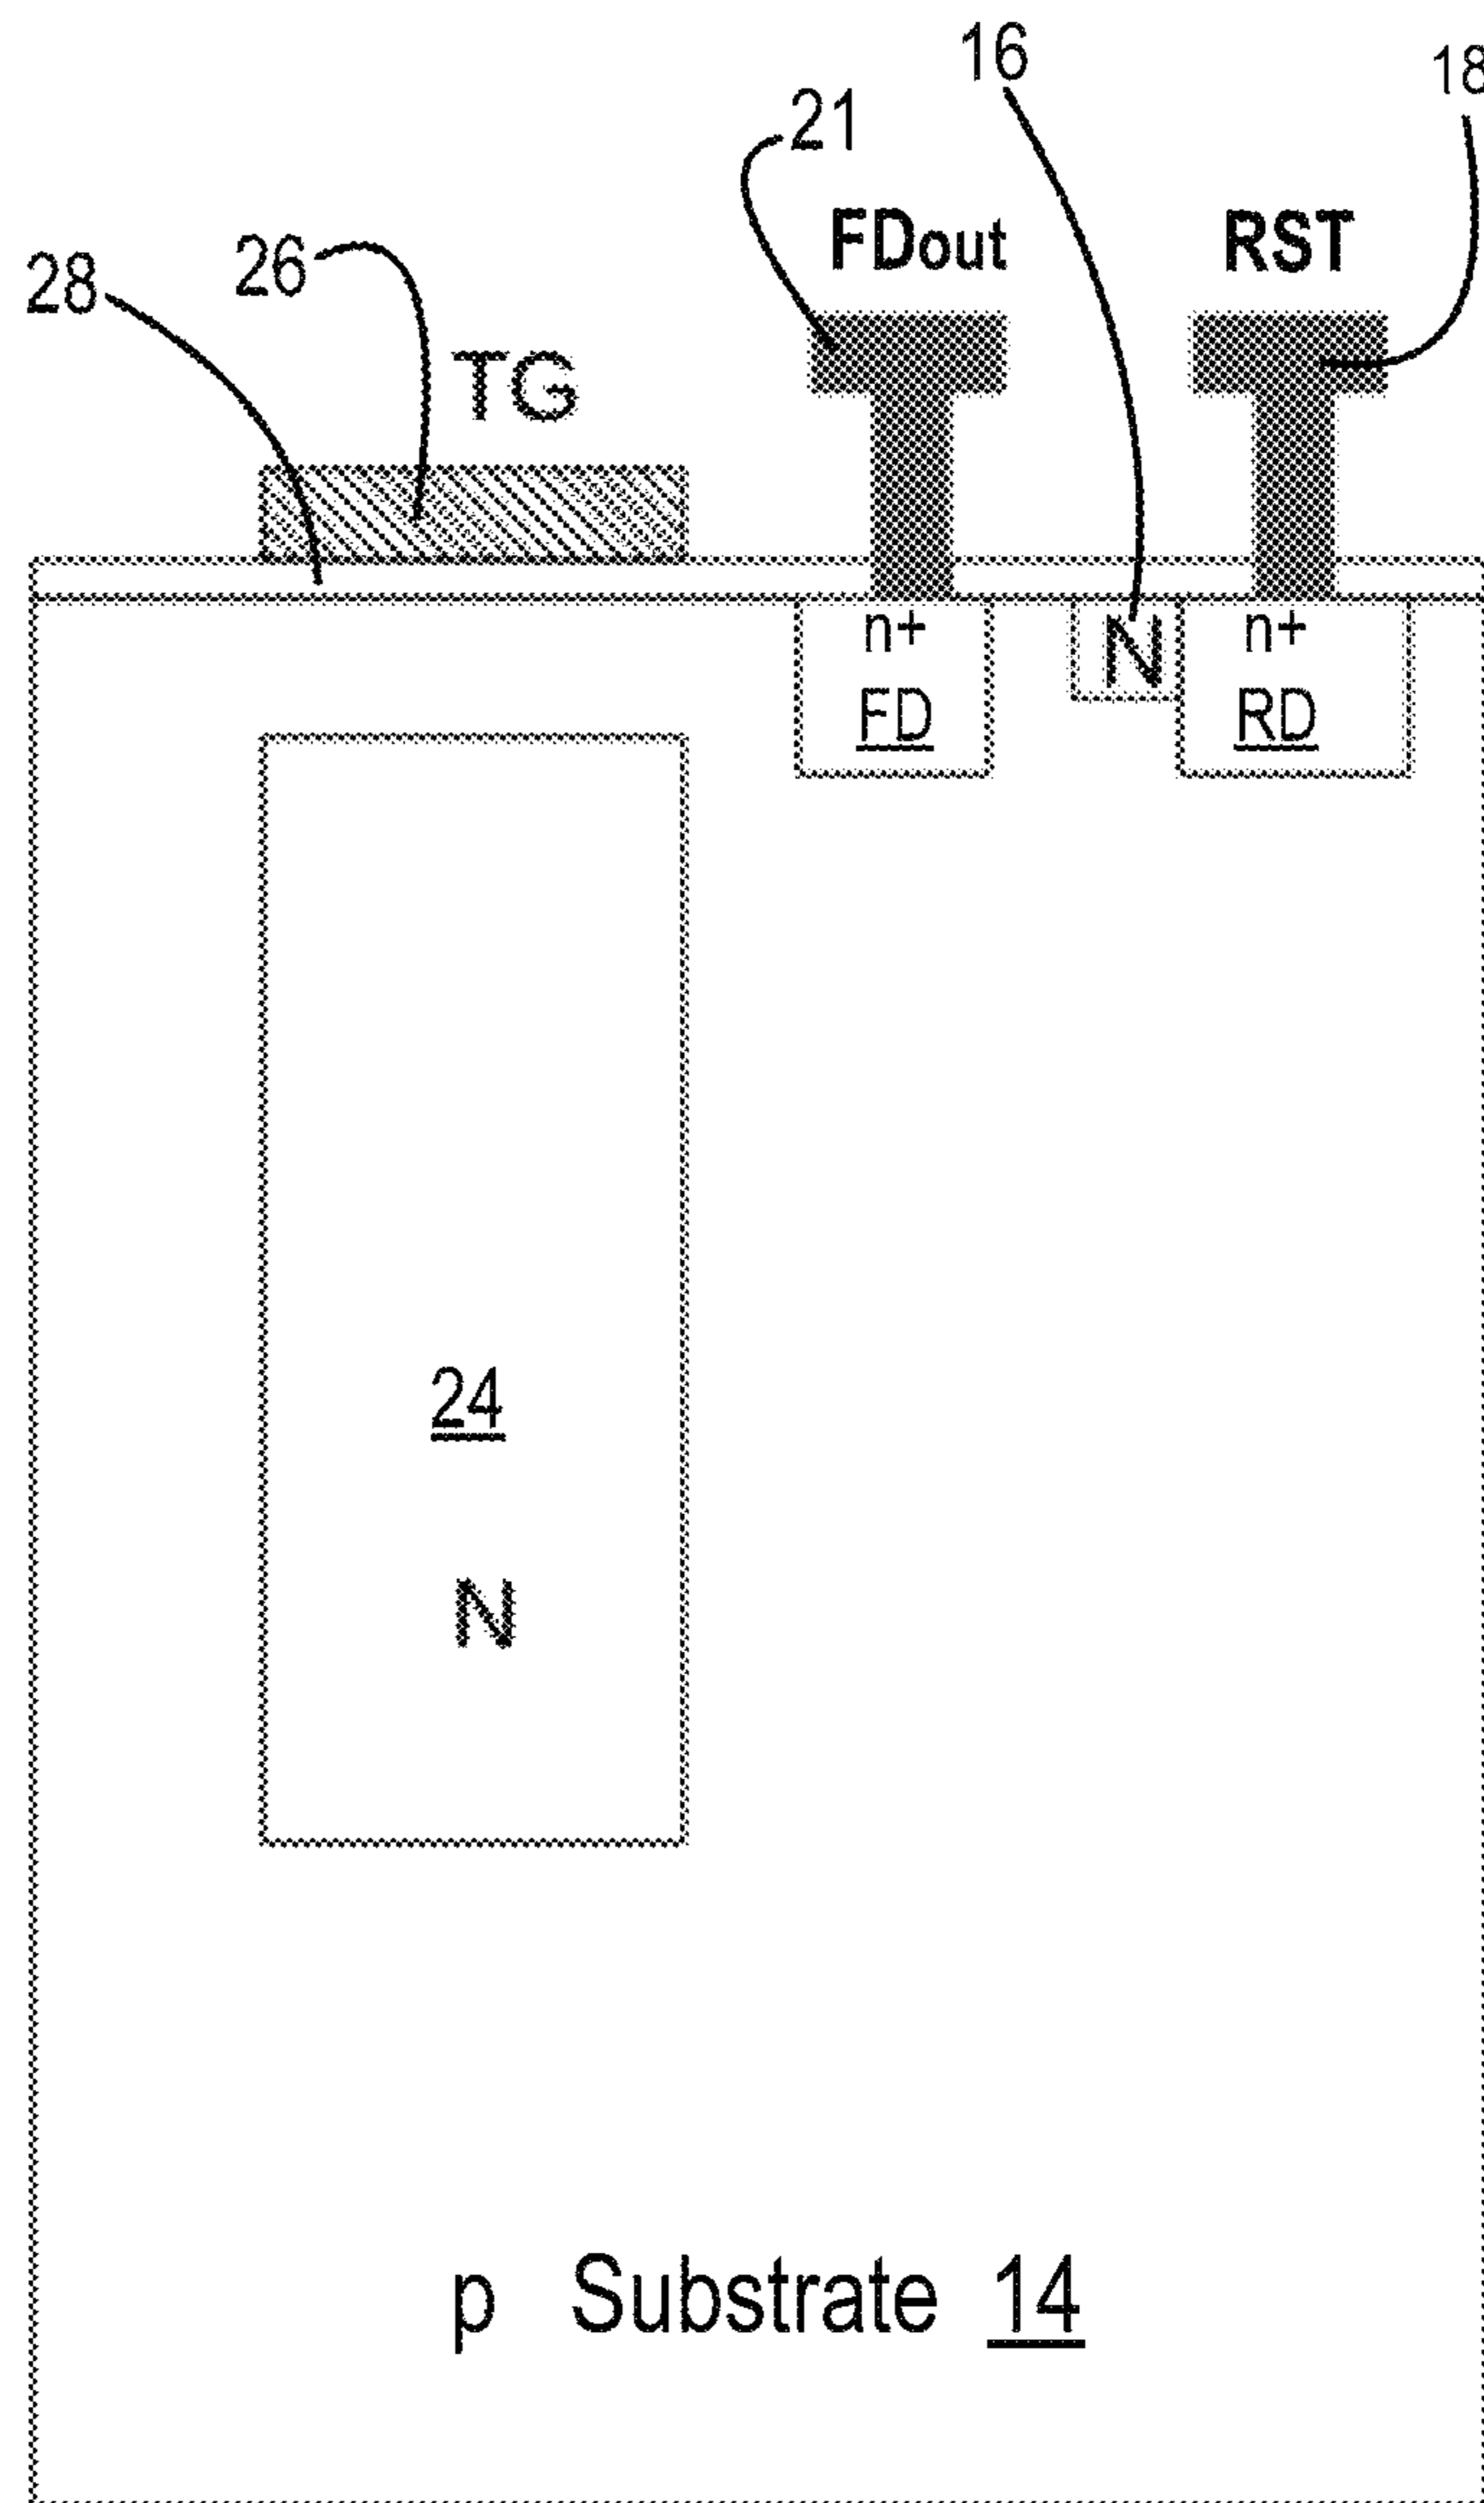 16
18
21
FDout
RST
26
28
TG
n+
N
n+
FD
RD
24
N
p Substrate 14